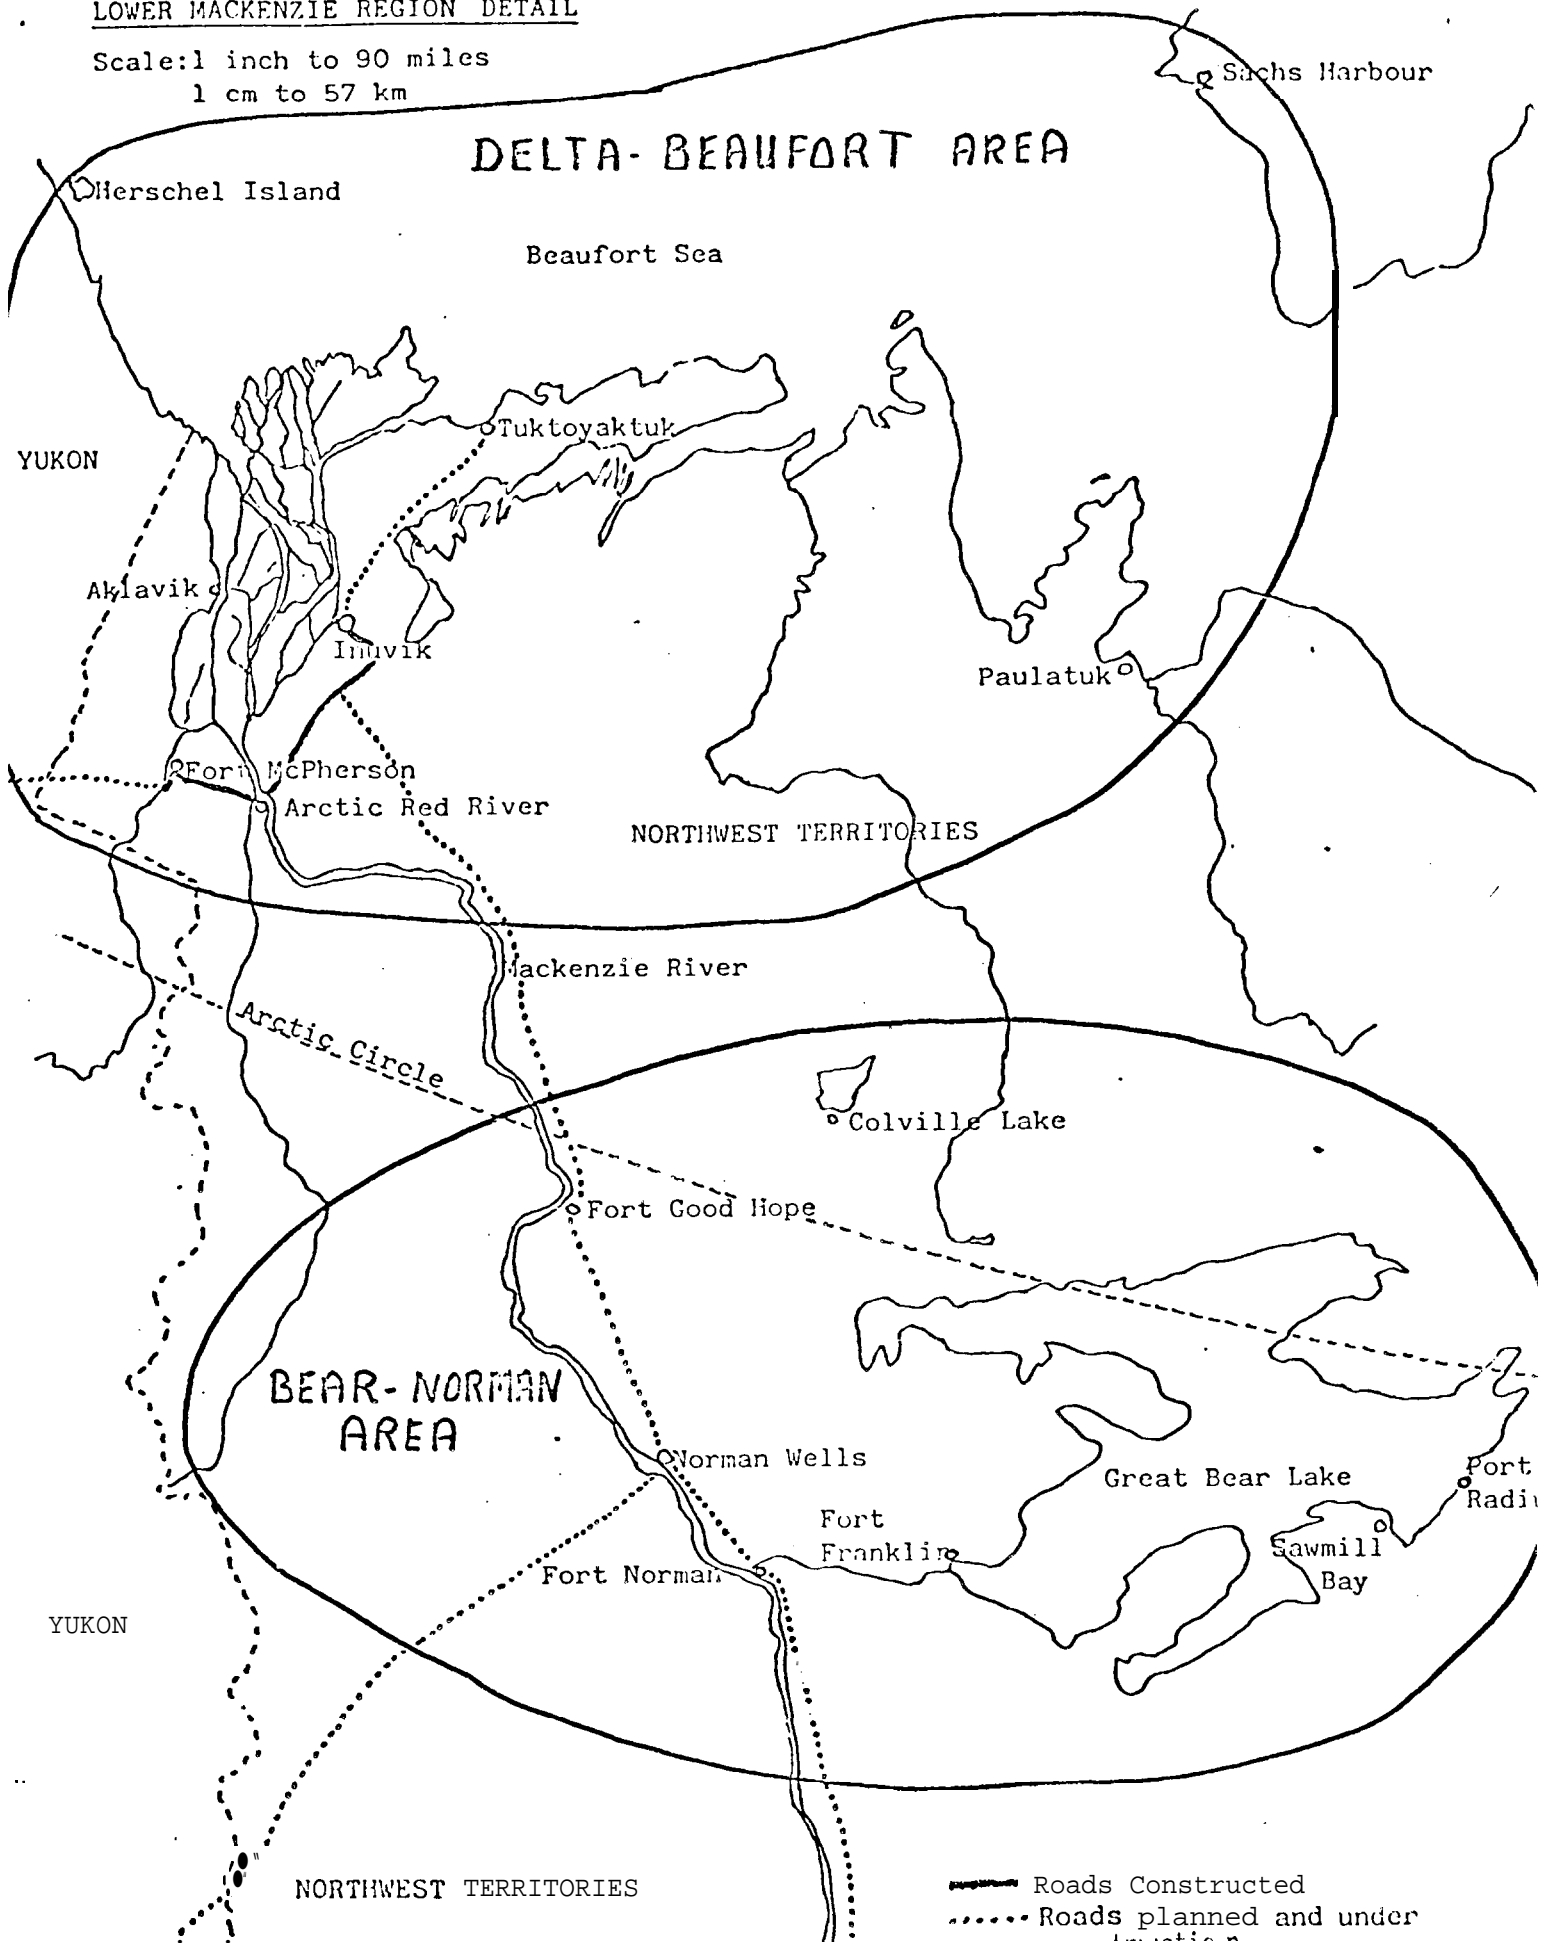 LOWER MACKENZIE REGION DETAIL
Scale:1 inch to 90 miles
1 cm to 57 km
Sachs Harbour
DELTA-BEAUFORT AREA
Herschel Island
Beaufort Sea
Tuktoyaktuk
YUKON
Aklavik
Inuvik
Paulatuk
Fort McPherson
Arctic Red River
NORTHWEST TERRITORIES
Mackenzie River
Arctic Circle
Colville Lake
Fort Good Hope
BEAR-NORMAN
AREA
Norman Wells
Great Bear Lake
Port
Fort
Franklin
Sawmill
Bay
Fort Norman
YUKON
NORTHWEST TERRITORIES
Roads Constructed
Roads planned and under